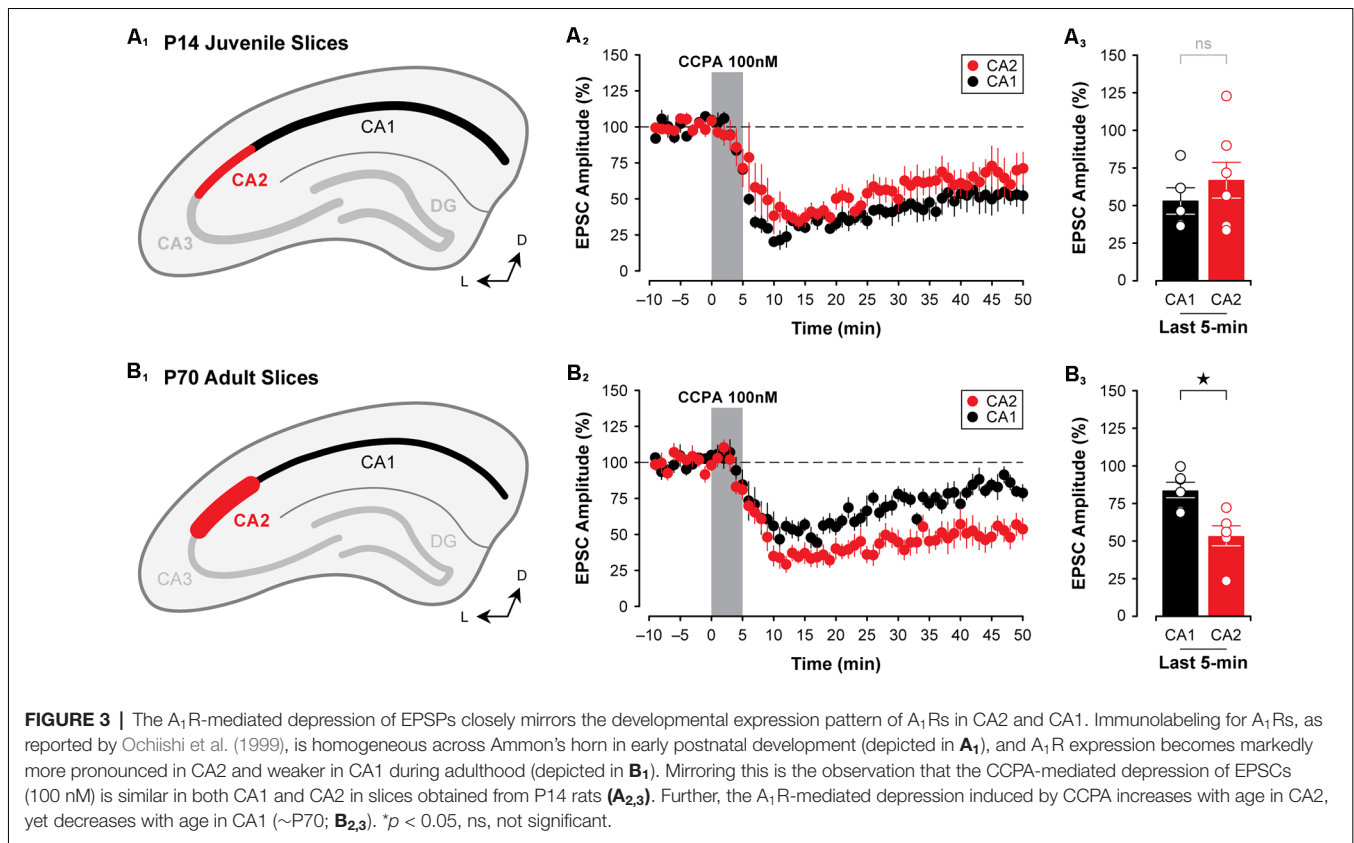 A₁ P14 Juvenile Slices
CA1
CA2
DG
CA3
D
L
A₂
CCPA 100nM
CA2
CA1
EPSC Amplitude (%)
150
125
100
75
50
25
0
–10 –5 0 5 10 15 20 25 30 35 40 45 50
Time (min)
A₃
ns
EPSC Amplitude (%)
150
125
100
75
50
25
0
CA1 CA2
Last 5-min
B₁ P70 Adult Slices
CA1
CA2
DG
CA3
D
L
B₂
CCPA 100nM
CA2
CA1
EPSC Amplitude (%)
150
125
100
75
50
25
0
–10 –5 0 5 10 15 20 25 30 35 40 45 50
Time (min)
B₃
★
EPSC Amplitude (%)
150
125
100
75
50
25
0
CA1 CA2
Last 5-min
FIGURE 3 | The A₁R-mediated depression of EPSPs closely mirrors the developmental expression pattern of A₁Rs in CA2 and CA1. Immunolabeling for A₁Rs, as
reported by Ochiishi et al. (1999), is homogeneous across Ammon's horn in early postnatal development (depicted in A₁), and A₁R expression becomes markedly
more pronounced in CA2 and weaker in CA1 during adulthood (depicted in B₁). Mirroring this is the observation that the CCPA-mediated depression of EPSCs
(100 nM) is similar in both CA1 and CA2 in slices obtained from P14 rats (A₂,₃). Further, the A₁R-mediated depression induced by CCPA increases with age in CA2,
yet decreases with age in CA1 (∼P70; B₂,₃). *p < 0.05, ns, not significant.